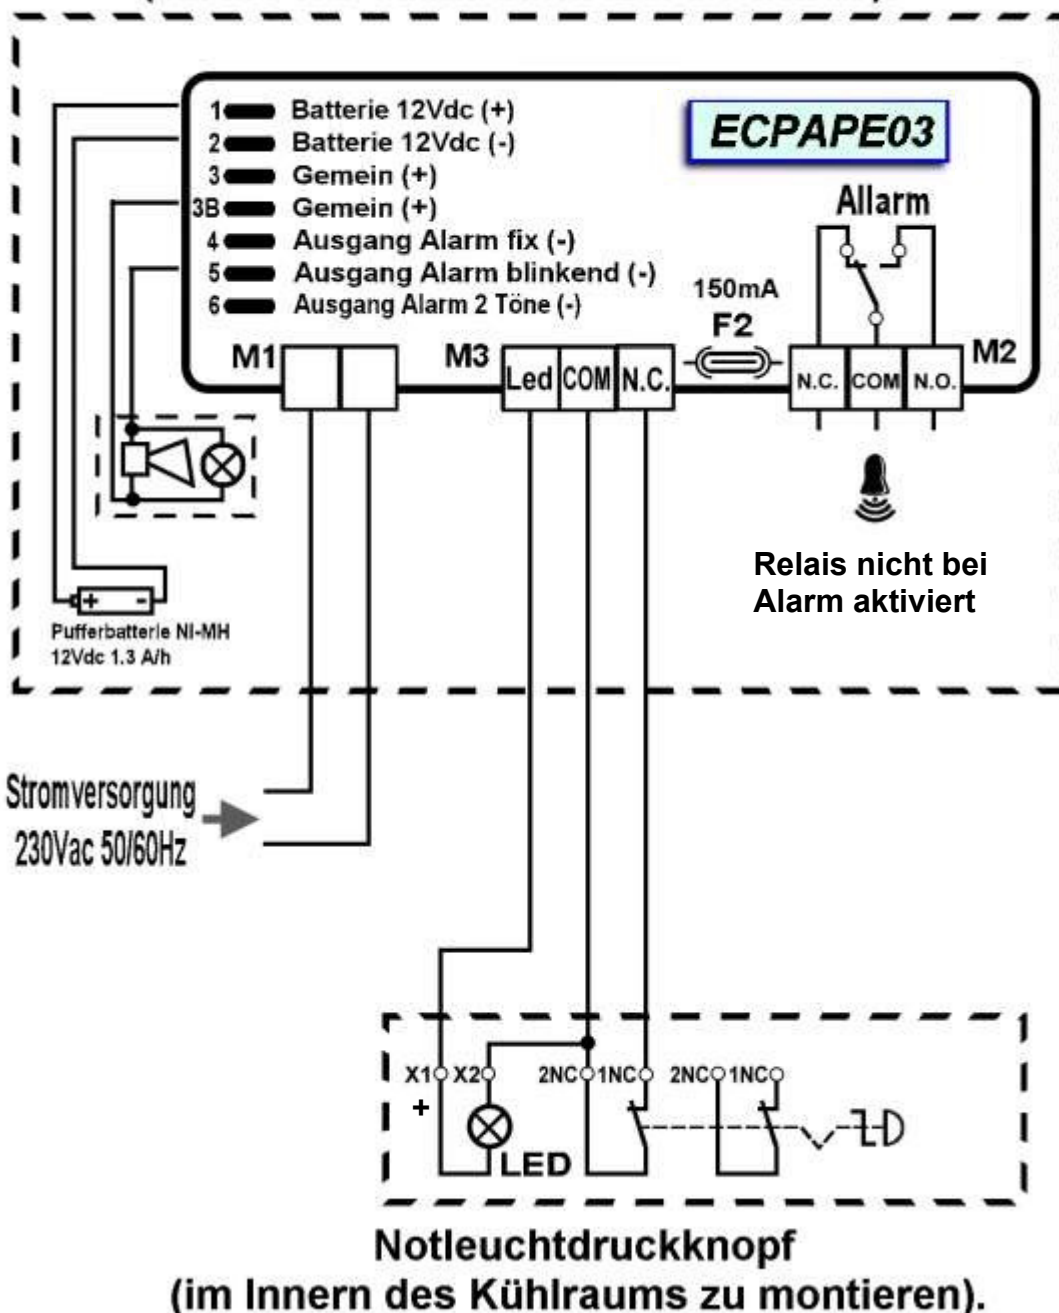 1 Batterie 12Vdc (+)
2 Batterie 12Vdc (-)
3 Gemein (+)
3B Gemein (+)
4 Ausgang Alarm fix (-)
5 Ausgang Alarm blinkend (-)
6 Ausgang Alarm 2 Töne (-)
ECPAPE03
Allarm
150mA
F2
M1
M3
Led COM N.C.
N.C. COM N.O.
M2
Relais nicht bei
Alarm aktiviert
+ -
Pufferbatterie NI-MH
12Vdc 1.3 A/h
Stromversorgung
230Vac 50/60Hz
X1 X2 2NC 1NC 2NC 1NC
+
LED
Notleuchtdruckknopf
(im Innern des Kühlraums zu montieren).